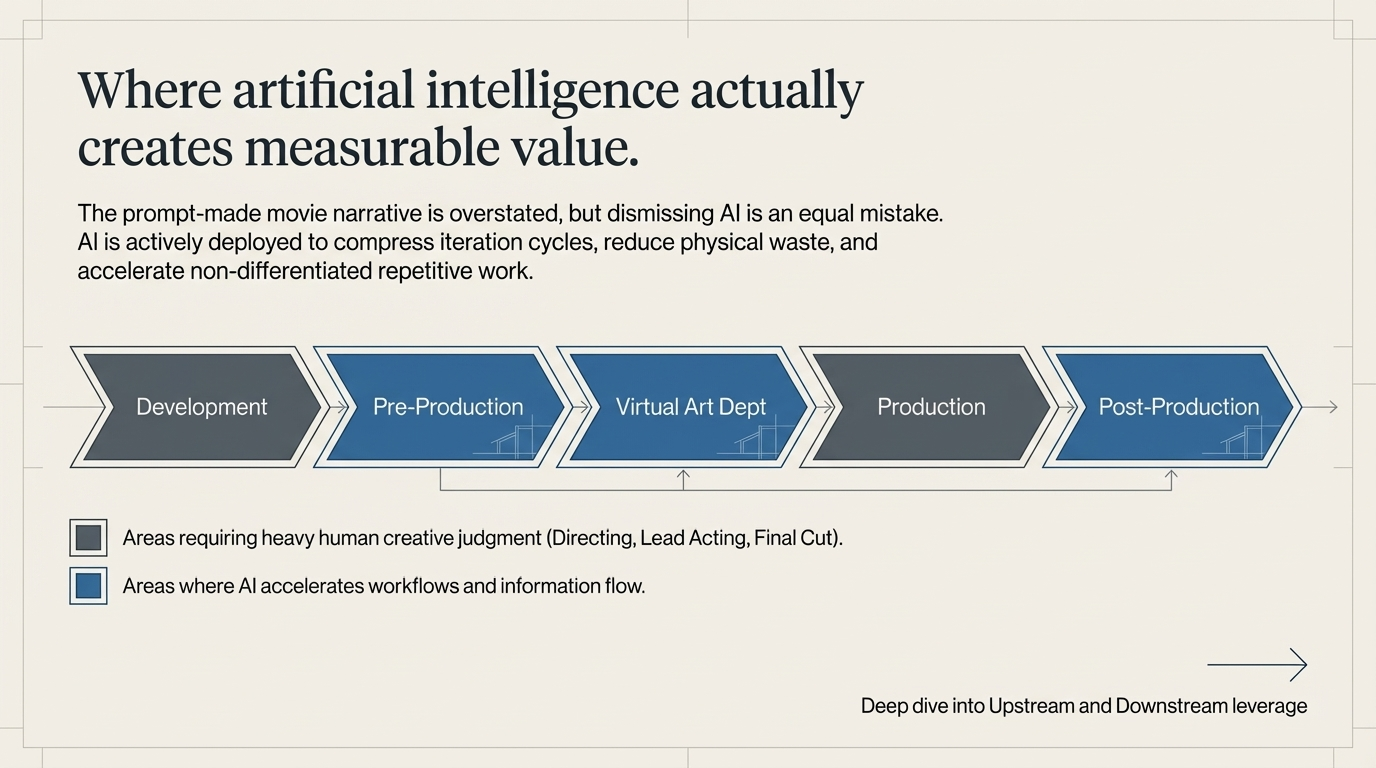 Where artificial intelligence actually
creates measurable value.
The prompt-made movie narrative is overstated, but dismissing AI is an equal mistake.
AI is actively deployed to compress iteration cycles, reduce physical waste, and
accelerate non-differentiated repetitive work.
Development
Pre-Production
Virtual Art Dept
Production
Post-Production
Areas requiring heavy human creative judgment (Directing, Lead Acting, Final Cut).
Areas where AI accelerates workflows and information flow.
Deep dive into Upstream and Downstream leverage